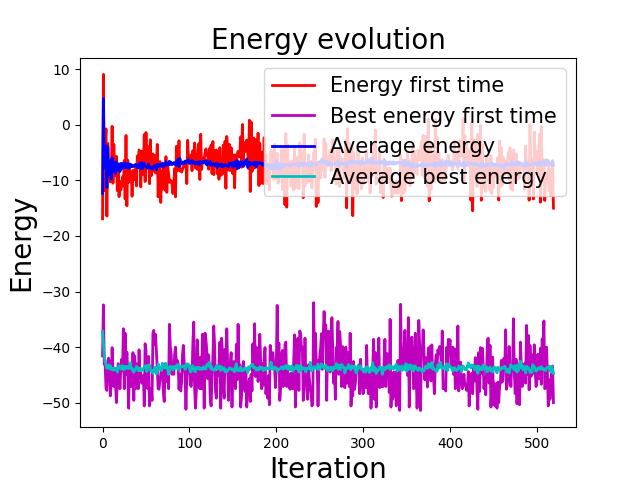 Energy evolution
Energy first time
Best energy first time
Average energy
Average best energy
10
0
−10
−20
−30
−40
−50
Energy
0 100 200 300 400 500
Iteration